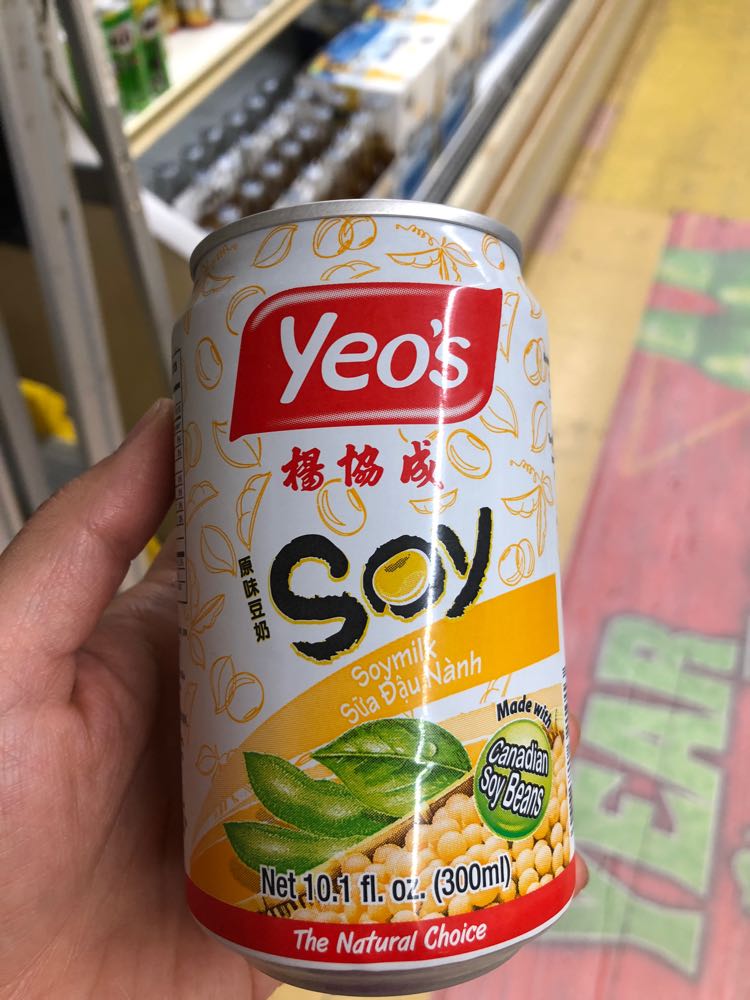 Yeo's
楊協成
原味豆奶
Soy
Soymilk
Sữa Đậu Nành
Made with
Canadian
Soy Beans
Net 10.1 fl. oz. (300ml)
The Natural Choice
YEAR